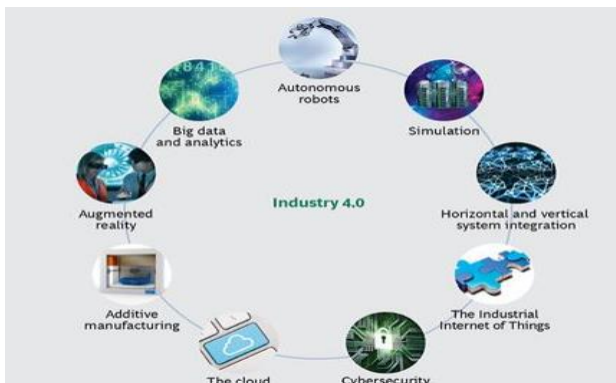 Autonomous
robots
Simulation
Horizontal and vertical
system integration
The Industrial
Internet of Things
Cybersecurity
The cloud
Additive
manufacturing
Augmented
reality
Big data
and analytics
Industry 4.0